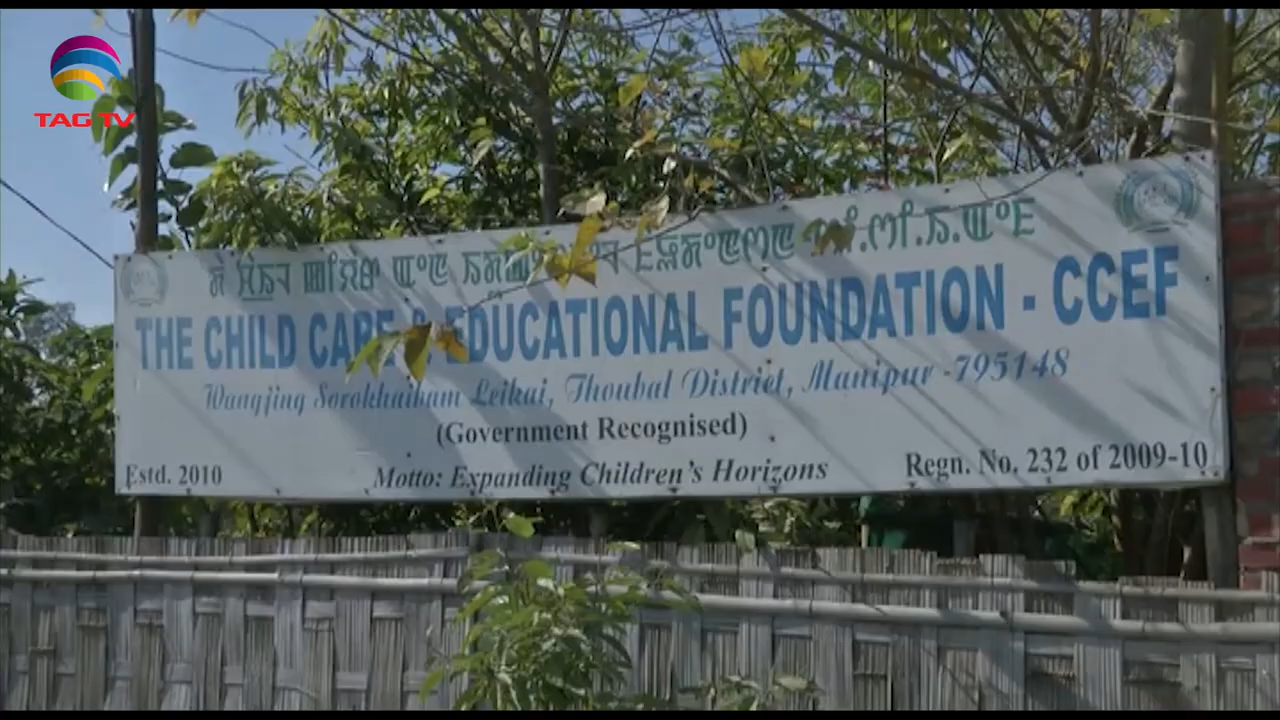 TAG TV
THE CHILD CARE & EDUCATIONAL FOUNDATION - CCEF
Wangjing Sorokhaibam Leikai, Thoubal District, Manipur - 795148
(Government Recognised)
Estd. 2010
Motto: Expanding Children's Horizons
Regn. No. 232 of 2009-10